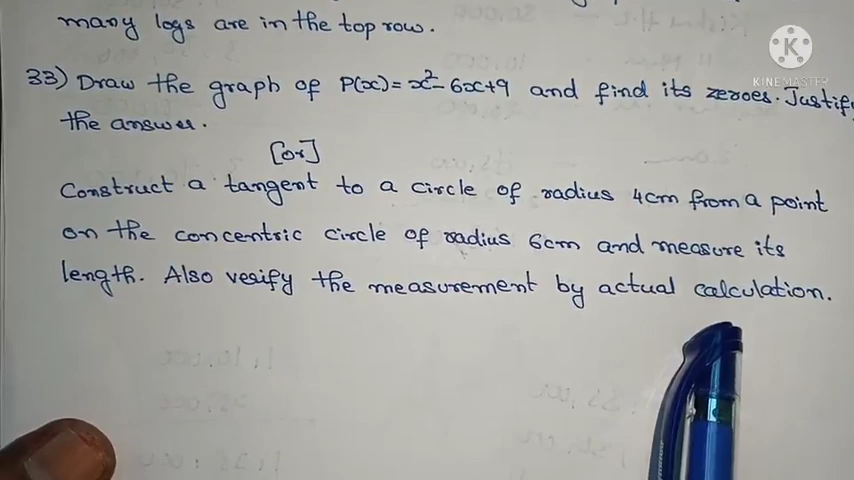 many logs are in the top row.
K
KINEMASTER
33) Draw the graph of P(x) = x² - 6x + 9 and find its zeroes. Justify
the answer.
[or]
Construct a tangent to a circle of radius 4cm from a point
on the concentric circle of radius 6cm and measure its
length. Also verify the measurement by actual calculation.